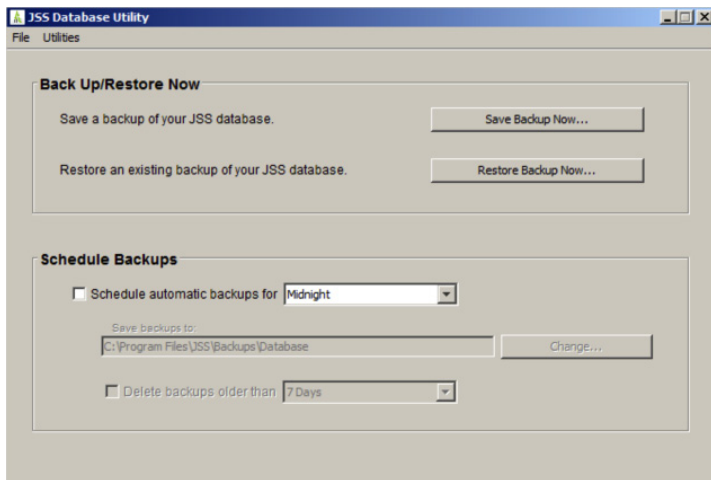 JSS Database Utility
File Utilities
Back Up/Restore Now
Save a backup of your JSS database. Save Backup Now...
Restore an existing backup of your JSS database. Restore Backup Now...
Schedule Backups
Schedule automatic backups for Midnight
Save backups to:
C:\Program Files\JSS\Backups\Database Change...
Delete backups older than 7 Days